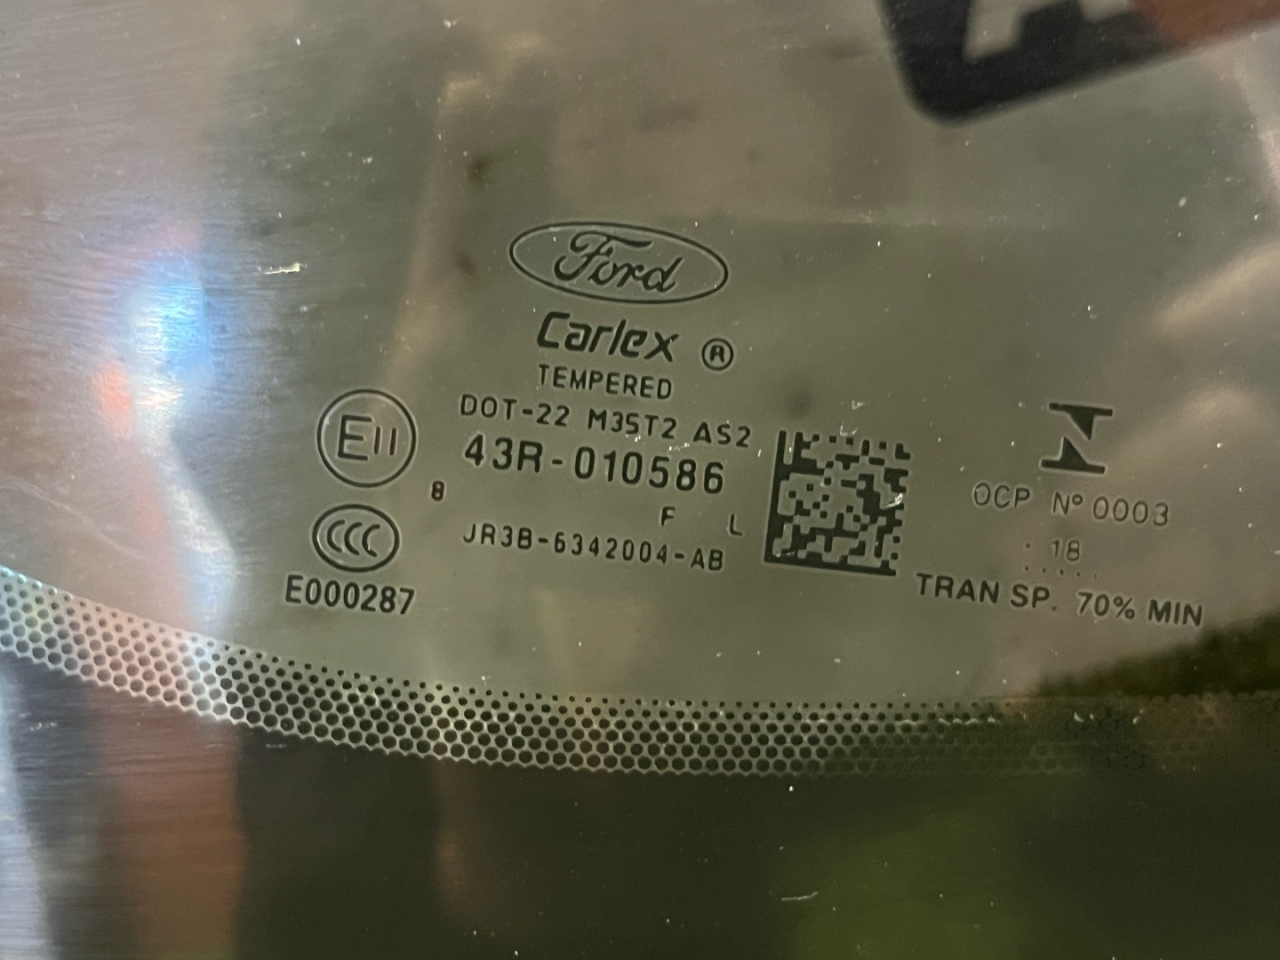 Ford
Carlex ®
TEMPERED
DOT-22 M35T2 AS2
E11
43R-010586
8
F L
CCC
JR3B-6342004-AB
E000287
OCP Nº 0003
18
TRAN SP. 70% MIN